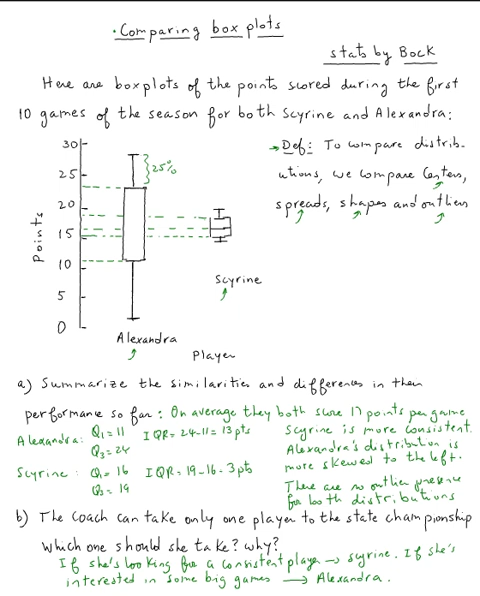 · Comparing box plots
stats by Bock
Here are boxplots of the points scored during the first
10 games of the season for both Scyrine and Alexandra:
→ Def: To compare distrib-
utions, we compare Centers,
spreads, shapes and outliers
Points
30
25
20
15
10
5
0
25%
Scyrine
Alexandra
Player
a) Summarize the similarities and differences in their
performance so far: On average they both score 17 points per game
Alexandra: Q1 = 11 IQR = 24-11 = 13 pts
Q3 = 24
Scyrine is more consistent.
Alexandra's distribution is
more skewed to the left.
Scyrine: Q1 = 16 IQR = 19-16 = 3 pts
Q3 = 19
There are no outlier presence
for both distributions
b) The coach can take only one player to the state championship
which one should she take? why?
If she's looking for a consistent player → Scyrine. If she's
interested in some big games → Alexandra.